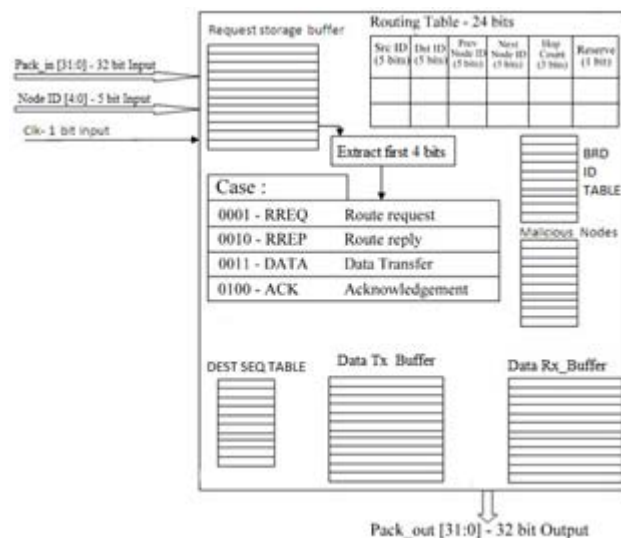 Request storage buffer
Routing Table - 24 bits
Src ID (5 bits)
Dst ID (5 bits)
Prev Node ID (5 bits)
Next Node ID (5 bits)
Hop Count (3 bits)
Reserve (1 bit)
Pack_in [31:0] - 32 bit Input
Node ID [4:0] - 5 bit Input
Clk- 1 bit input
Extract first 4 bits
BRD
ID
TABLE
Case :
0001 - RREQ Route request
0010 - RREP Route reply
0011 - DATA Data Transfer
0100 - ACK Acknowledgement
Malicious Nodes
DEST SEQ TABLE
Data Tx Buffer
Data Rx_Buffer
Pack_out [31:0] - 32 bit Output